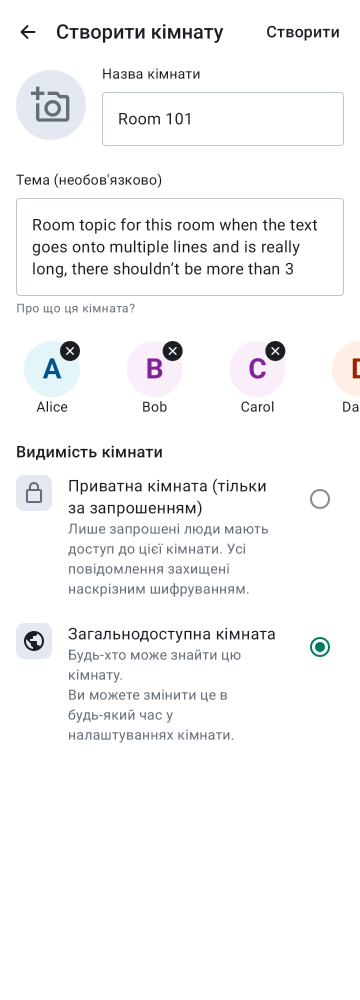 Створити кімнату
Створити
Назва кімнати
Room 101
Тема (необов'язково)
Room topic for this room when the text
goes onto multiple lines and is really
long, there shouldn’t be more than 3
Про що ця кімната?
A
B
C
Alice
Bob
Carol
Da
Видимість кімнати
Приватна кімната (тільки
за запрошенням)
Лише запрошені люди мають
доступ до цієї кімнати. Усі
повідомлення захищені
наскрізним шифруванням.
Загальнодоступна кімната
Будь-хто може знайти цю
кімнату.
Ви можете змінити це в
будь-який час у
налаштуваннях кімнати.